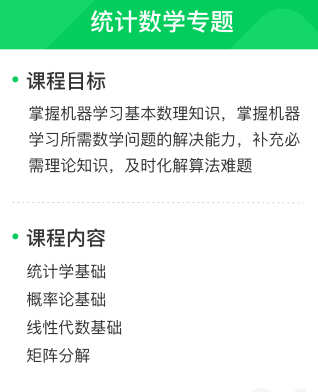 统计数学专题
课程目标
掌握机器学习基本数理知识，掌握机器
学习所需数学问题的解决能力，补充必
需理论知识，及时化解算法难题
课程内容
统计学基础
概率论基础
线性代数基础
矩阵分解